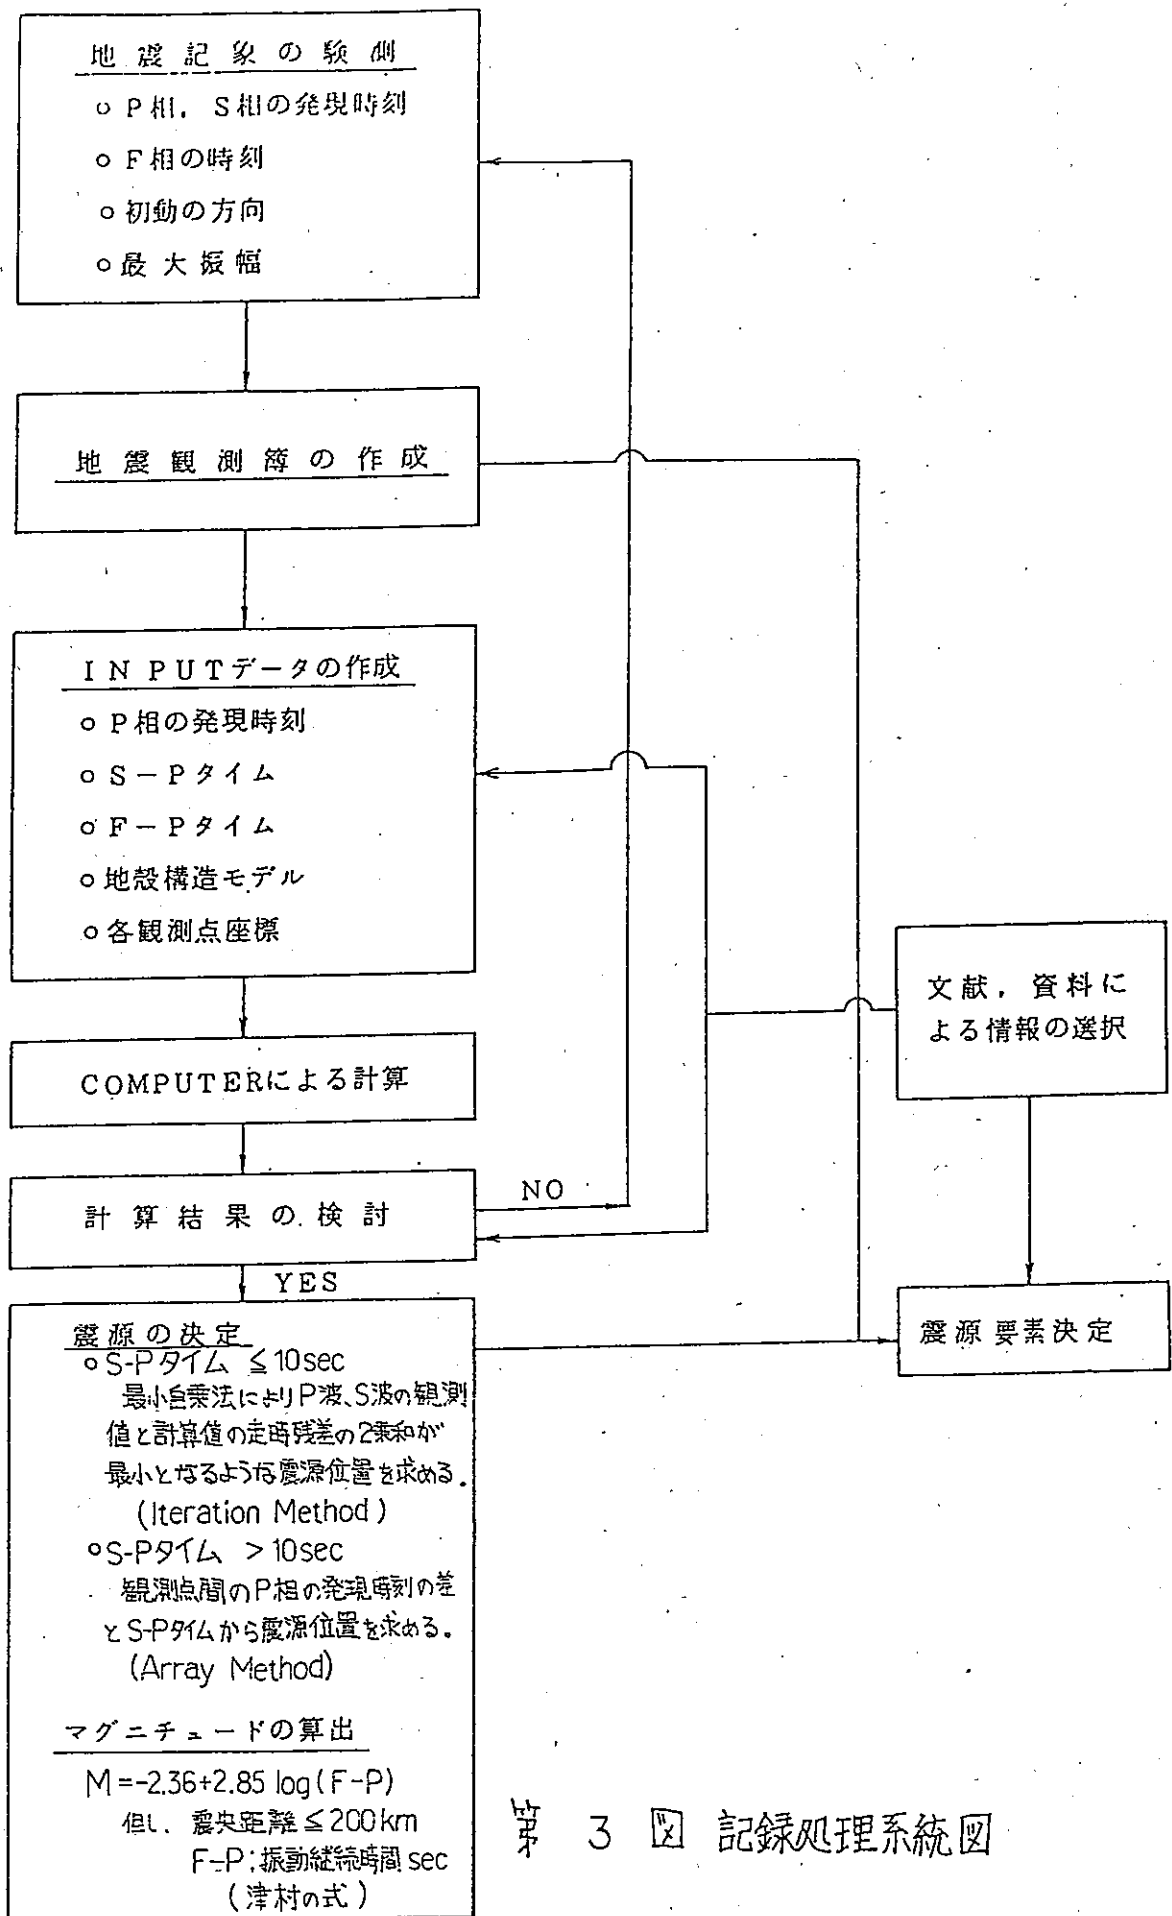 地震記象の験測
○ P相，S相の発現時刻
○ F相の時刻
○ 初動の方向
○ 最大振幅
地震観測簿の作成
INPUTデータの作成
○ P相の発現時刻
○ S－Pタイム
○ F－Pタイム
○ 地殻構造モデル
○ 各観測点座標
COMPUTERによる計算
計算結果の検討
NO
YES
文献，資料に
よる情報の選択
震源要素決定
震源の決定
○ S-Pタイム ≦10sec
最小自乗法によりP波、S波の観測
値と計算値の走時残差の2乗和が
最小となるような震源位置を求める．
(Iteration Method)
○S-Pタイム >10sec
観測点間のP相の発現時刻の差
とS-Pタイムから震源位置を求める．
(Array Method)
マグニチュードの算出
M=-2.36+2.85 log(F-P)
但し．震央距離≦200km
F-P；振動継続時間 sec
(津村の式)
第 3 図 記録処理系統図